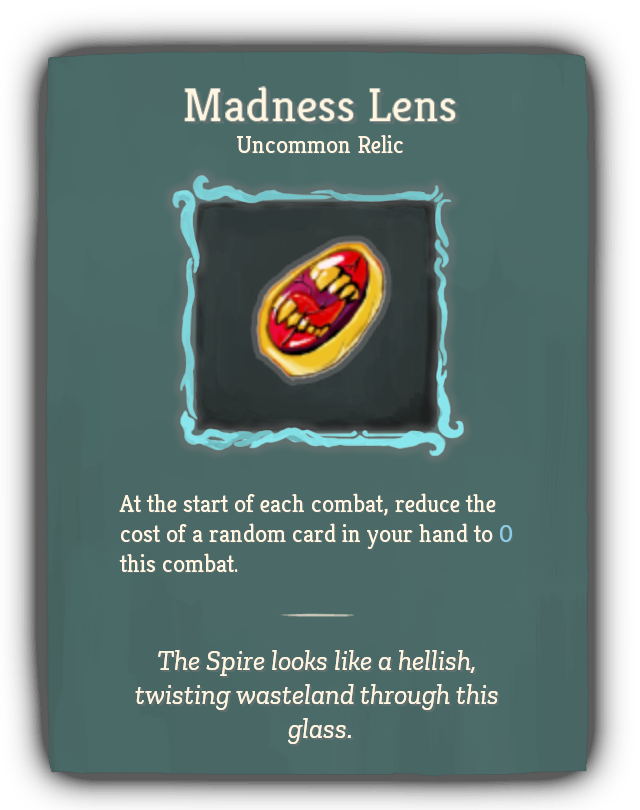 Madness Lens
Uncommon Relic
At the start of each combat, reduce the
cost of a random card in your hand to 0
this combat.
The Spire looks like a hellish,
twisting wasteland through this
glass.